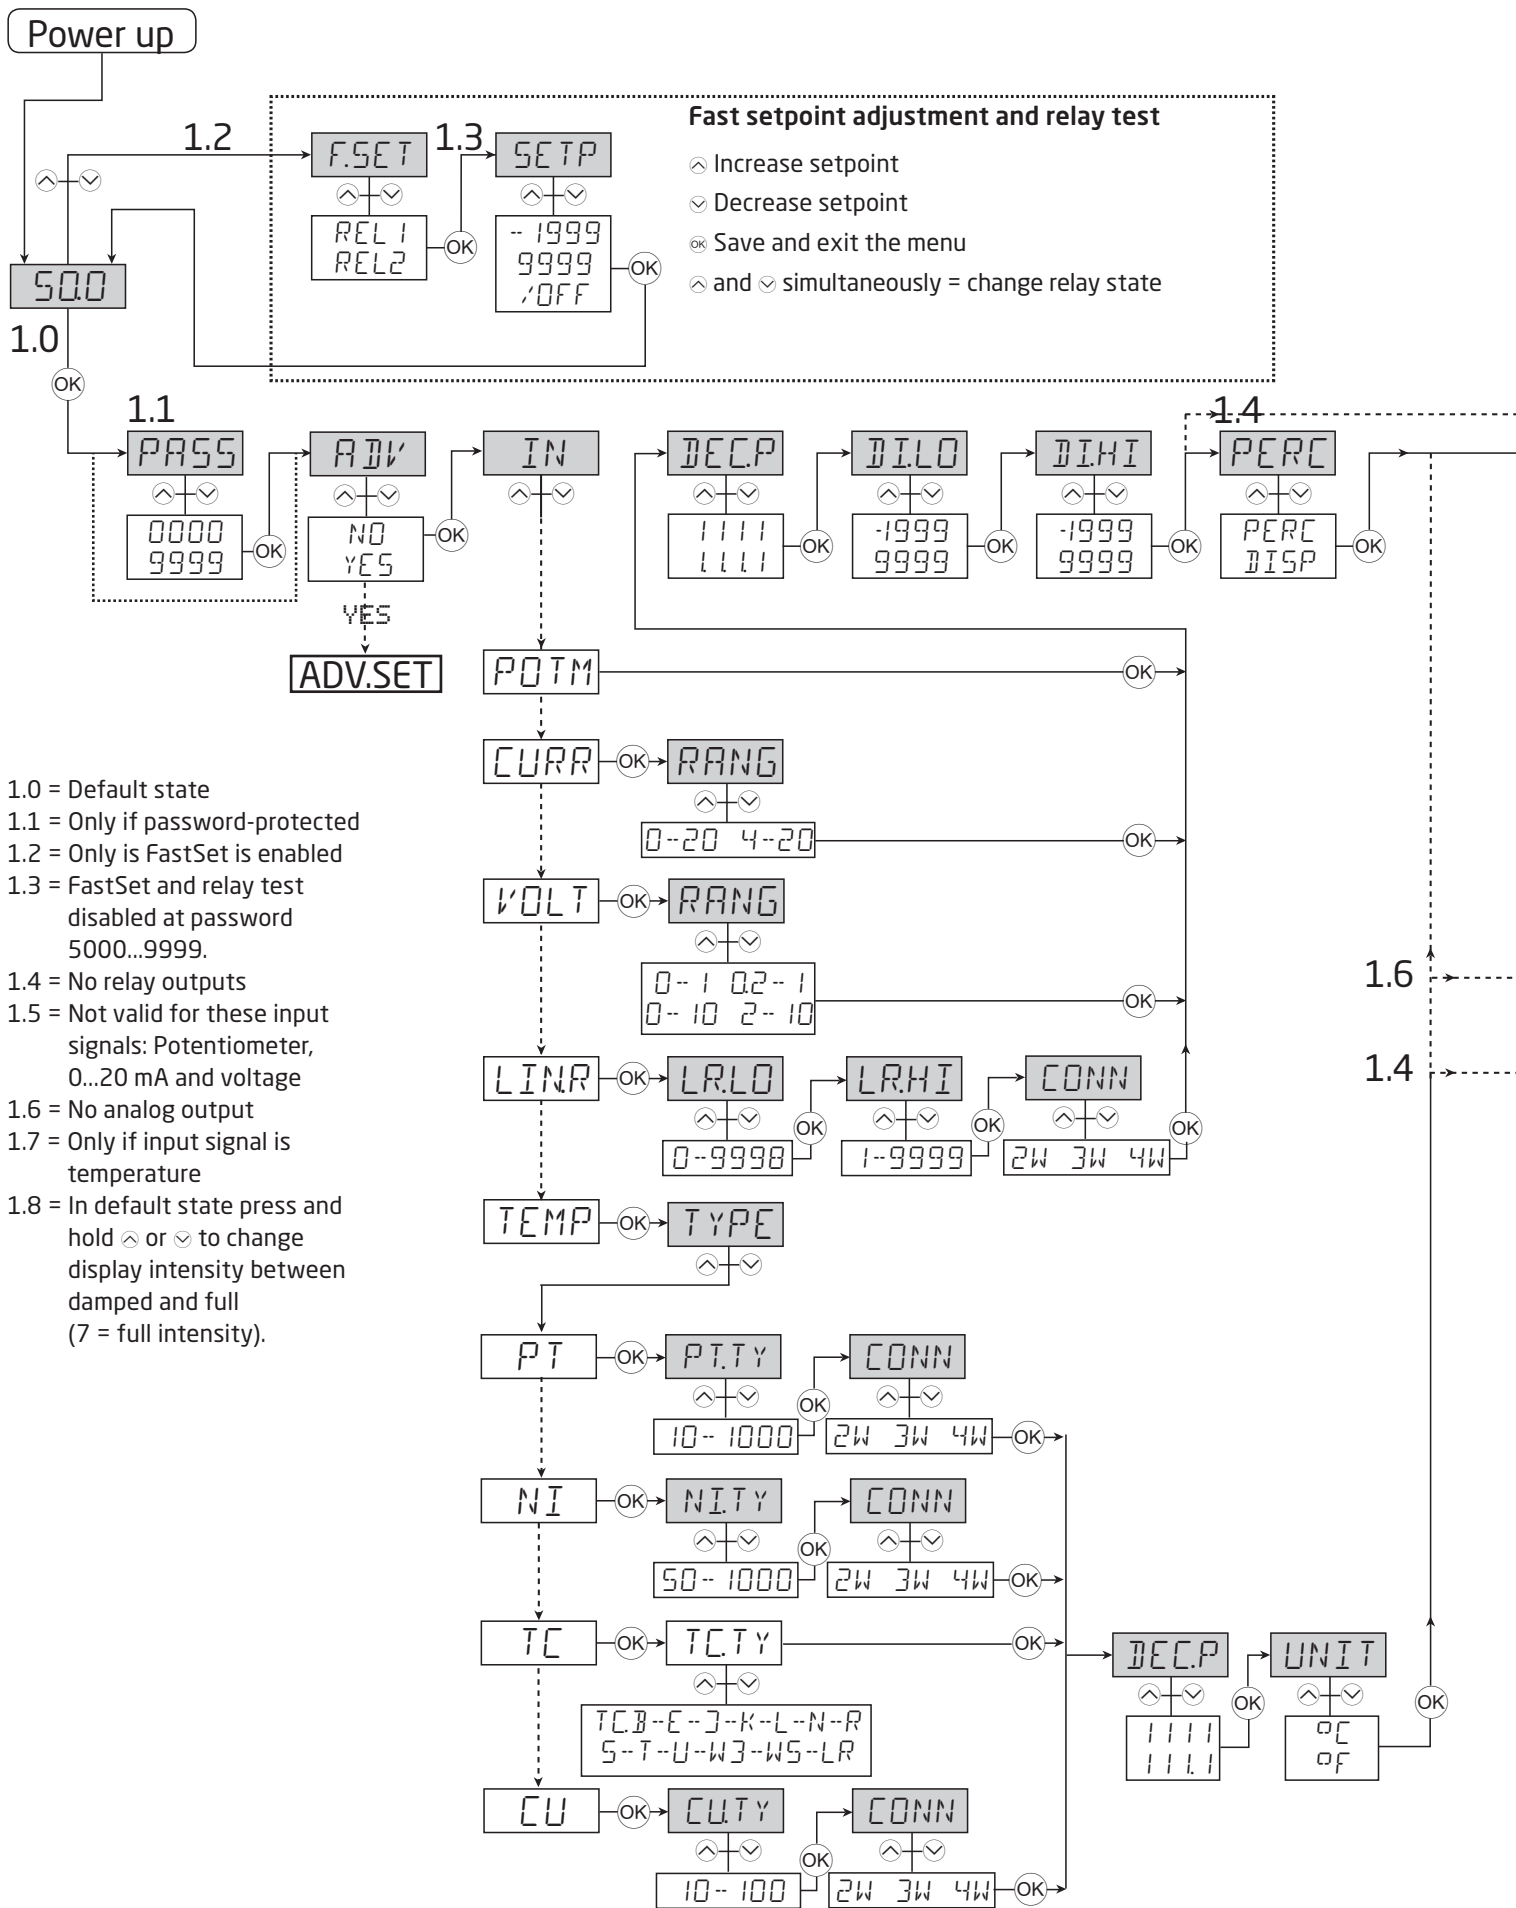 Power up
Fast setpoint adjustment and relay test
Increase setpoint
Decrease setpoint
OK Save and exit the menu
and simultaneously = change relay state
1.2
F.SET
REL1
REL2
OK
1.3
SETP
-1999
9999
/OFF
OK
50.0
1.0
OK
1.1
PASS
0000
9999
OK
ADV
NO
YES
OK
YES
ADV.SET
IN
DEC.P
1111
1.1.1.1
OK
DI.LO
-1999
9999
OK
DI.HI
-1999
9999
OK
1.4
PERC
PERC
DISP
OK
POTM
OK
CURR
OK
RANG
0-20 4-20
OK
VOLT
OK
RANG
0-1 0.2-1
0-10 2-10
OK
LIN.R
OK
LR.LO
0-9998
OK
LR.HI
1-9999
OK
CONN
2W 3W 4W
OK
TEMP
OK
TYPE
PT
OK
PT.TY
10-1000
OK
CONN
2W 3W 4W
OK
NI
OK
NI.TY
50-1000
OK
CONN
2W 3W 4W
OK
TC
OK
TC.TY
OK
TC.B-E-J-K-L-N-R
S-T-U-W3-W5-LR
CU
OK
CU.TY
10-100
OK
CONN
2W 3W 4W
OK
DEC.P
1111
111.1
OK
UNIT
°C
°F
OK
1.6
1.4
1.0 = Default state
1.1 = Only if password-protected
1.2 = Only is FastSet is enabled
1.3 = FastSet and relay test
disabled at password
5000...9999.
1.4 = No relay outputs
1.5 = Not valid for these input
signals: Potentiometer,
0...20 mA and voltage
1.6 = No analog output
1.7 = Only if input signal is
temperature
1.8 = In default state press and
hold or to change
display intensity between
damped and full
(7 = full intensity).